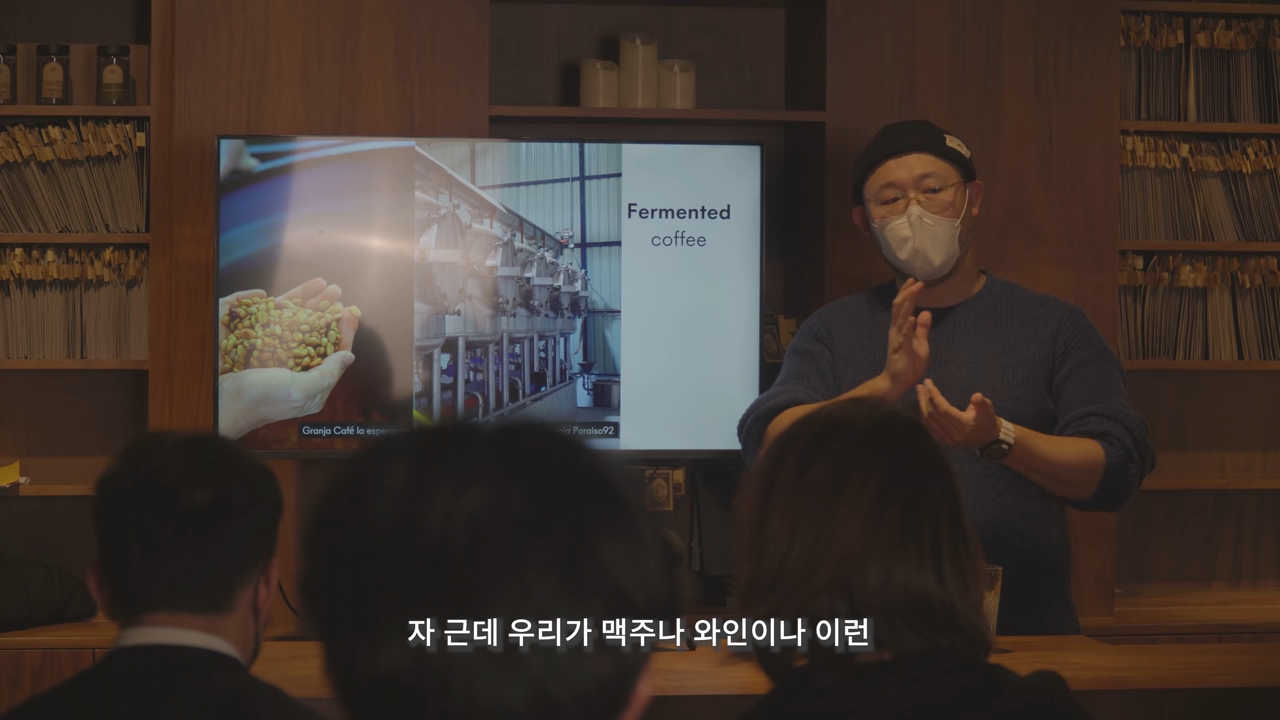 Fermented
coffee
Granja Café la
Paraiso92
자 근데 우리가 맥주나 와인이나 이런